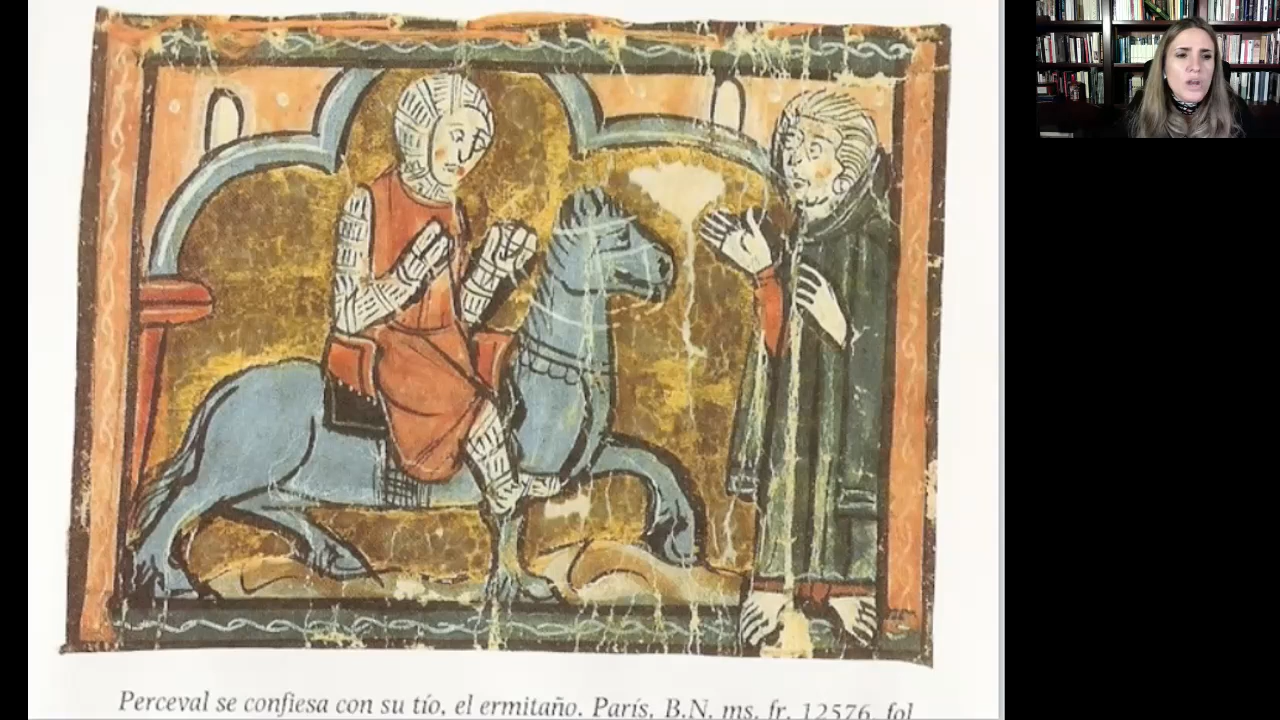 Perceval se confiesa con su tío, el ermitaño. París, B.N. ms. fr. 12576, fol